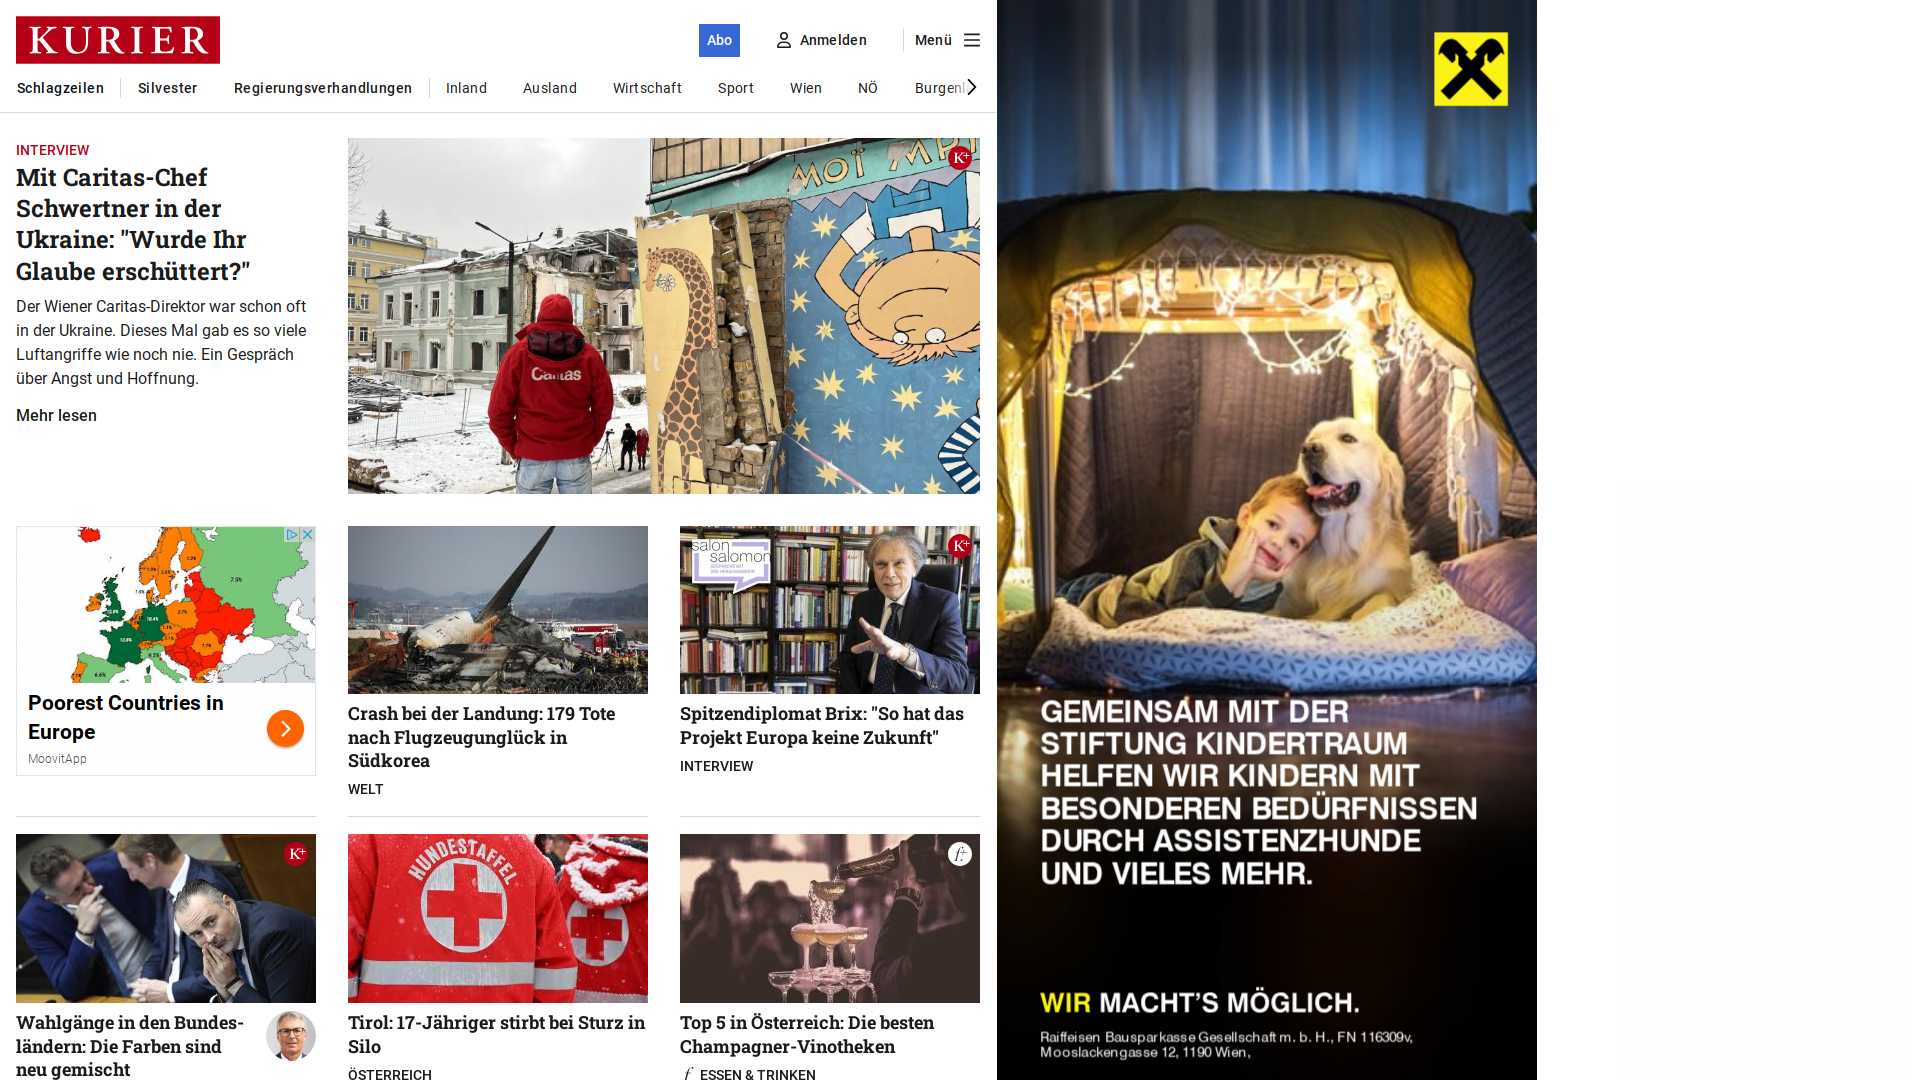 KURIER
Abo
Anmelden
Menü
Schlagzeilen
Silvester
Regierungsverhandlungen
Inland
Ausland
Wirtschaft
Sport
Wien
NÖ
INTERVIEW
Mit Caritas-Chef
Schwertner in der
Ukraine: "Wurde Ihr
Glaube erschüttert?"
Der Wiener Caritas-Direktor war schon oft
in der Ukraine. Dieses Mal gab es so viele
Luftangriffe wie noch nie. Ein Gespräch
über Angst und Hoffnung.
Mehr lesen
МОЇ
K+
Caritas
Poorest Countries in
Europe
MoovitApp
Crash bei der Landung: 179 Tote
nach Flugzeugunglück in
Südkorea
WELT
salon
salomon
K+
Spitzendiplomat Brix: "So hat das
Projekt Europa keine Zukunft"
INTERVIEW
K+
Wahlgänge in den Bundes-
ländern: Die Farben sind
neu gemischt
HUNDESTAFFEL
Tirol: 17-Jähriger stirbt bei Sturz in
Silo
ÖSTERREICH
f+
Top 5 in Österreich: Die besten
Champagner-Vinotheken
f ESSEN & TRINKEN
GEMEINSAM MIT DER
STIFTUNG KINDERTRAUM
HELFEN WIR KINDERN MIT
BESONDEREN BEDÜRFNISSEN
DURCH ASSISTENZHUNDE
UND VIELES MEHR.
WIR MACHT'S MÖGLICH.
Raiffeisen Bausparkasse Gesellschaft m. b. H., FN 116309v,
Mooslackengasse 12, 1190 Wien,